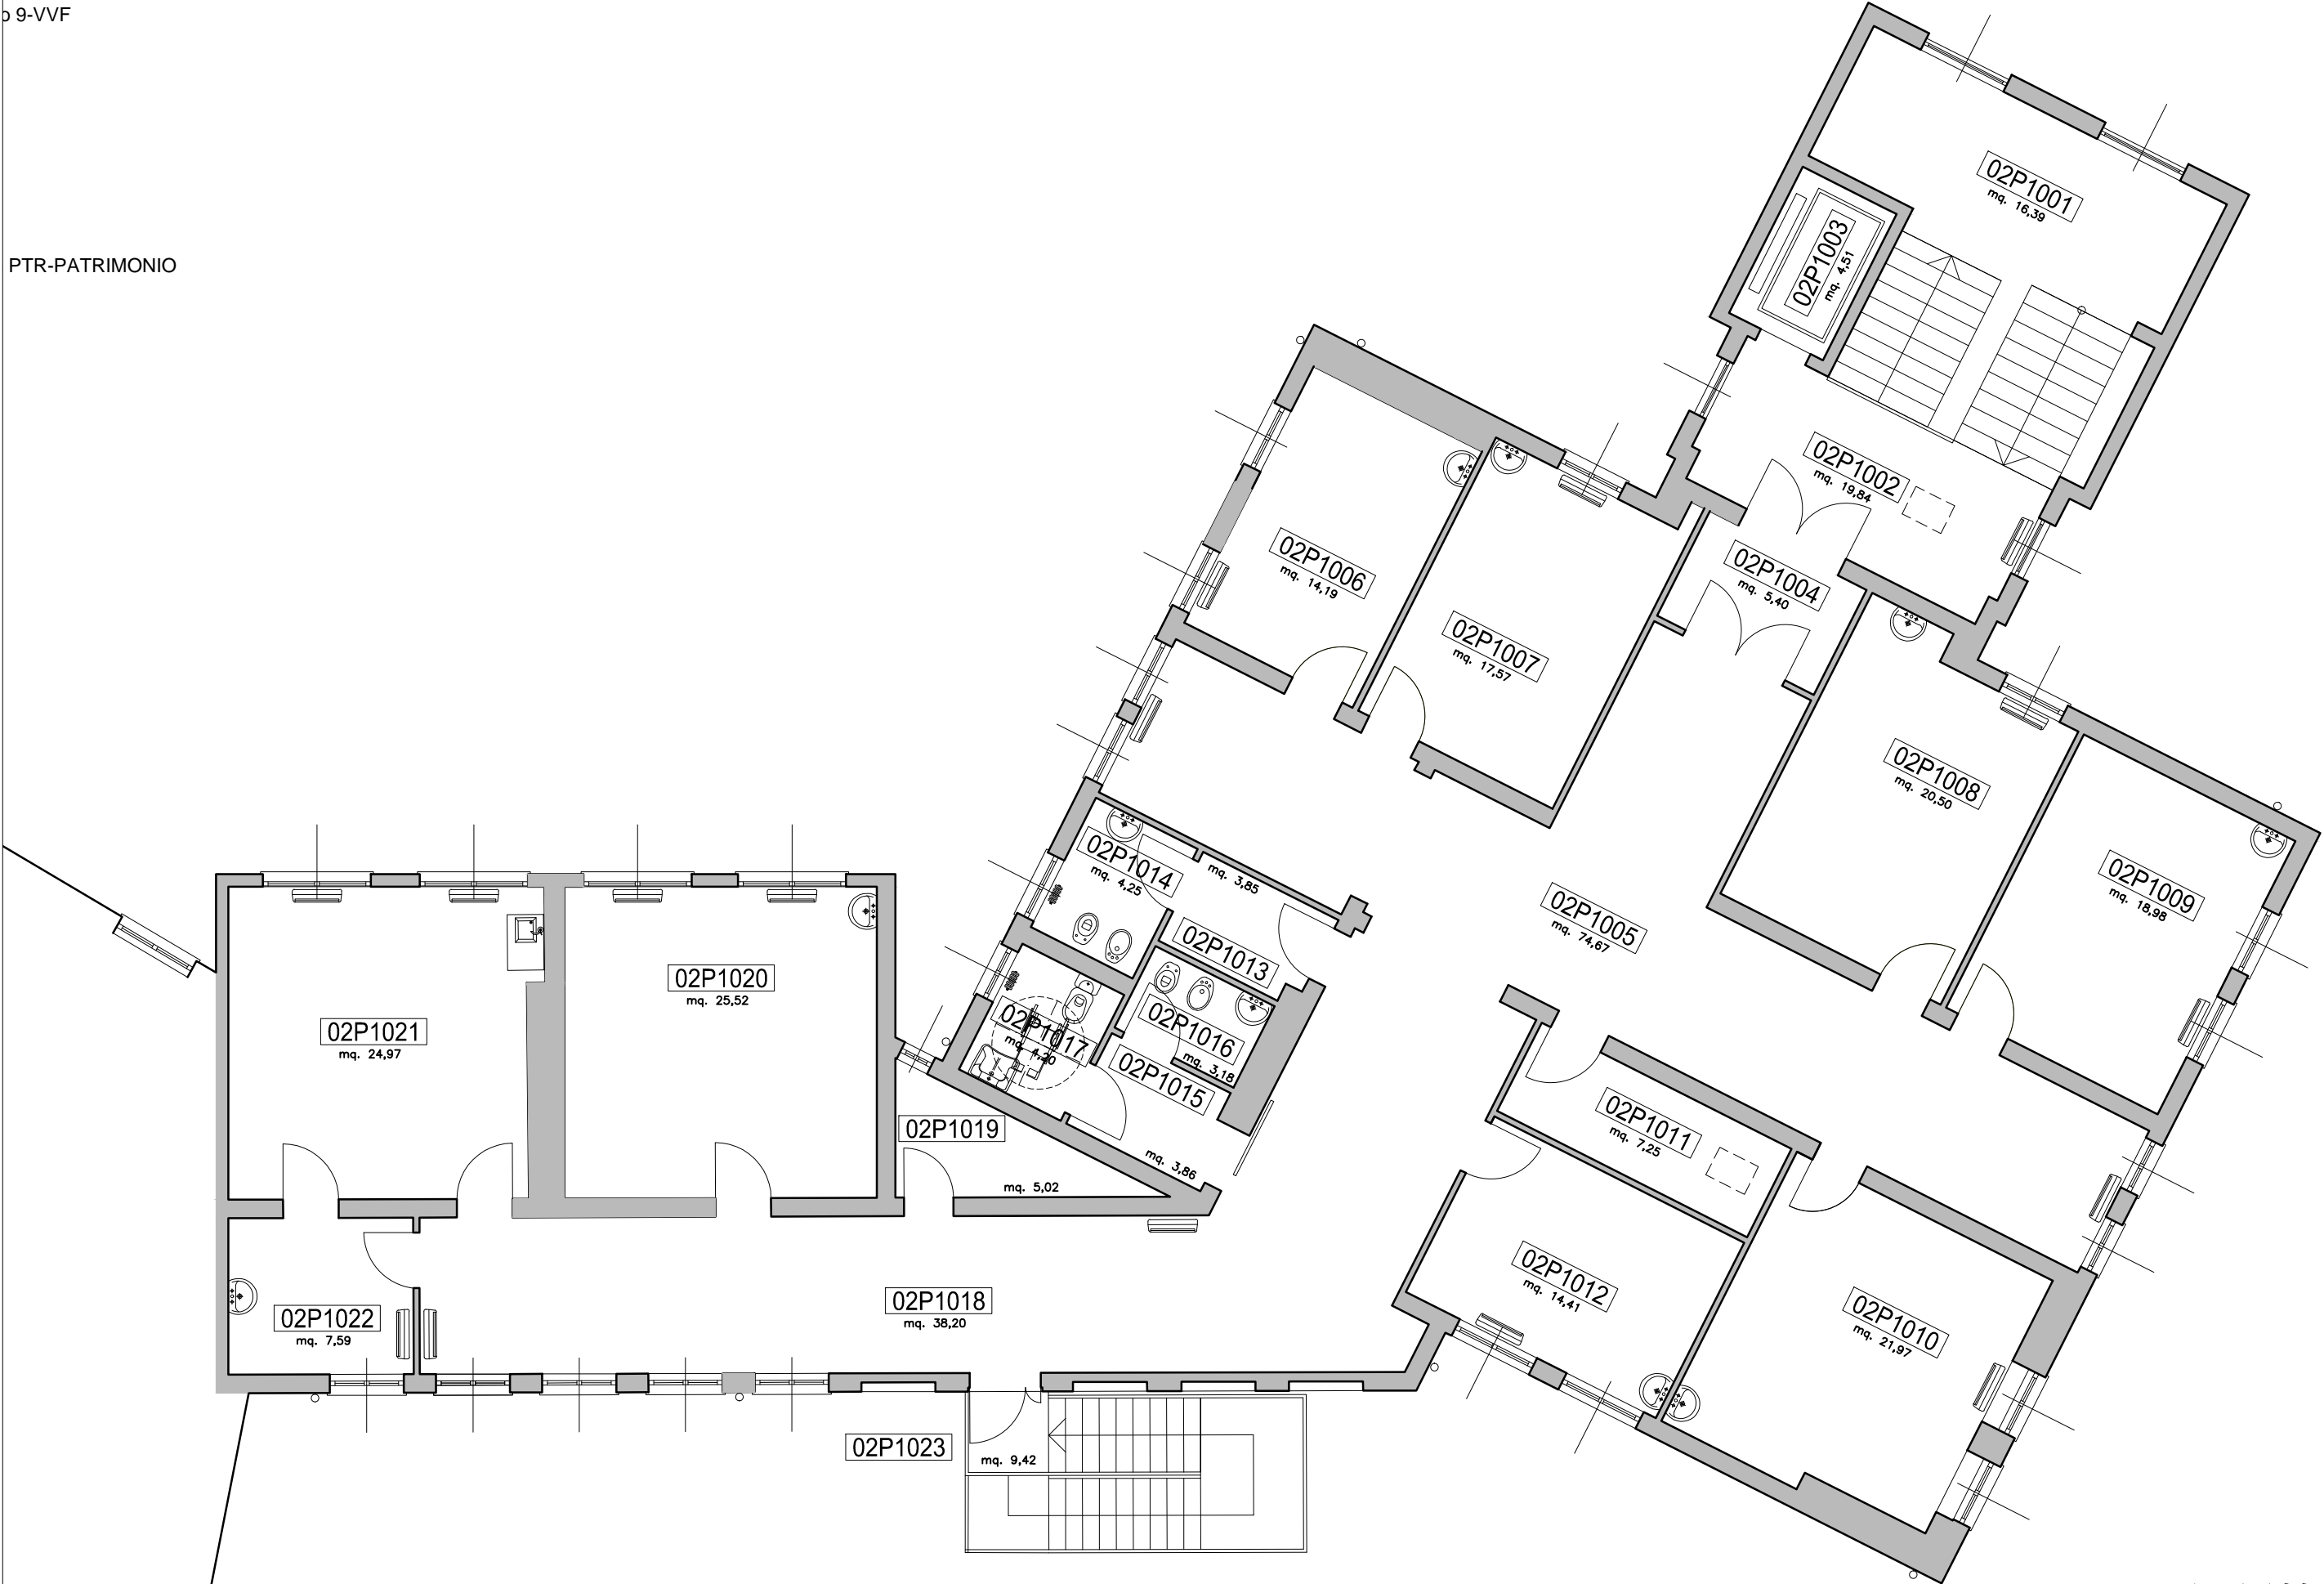 9-VVF
PTR-PATRIMONIO
02P1001
mq. 16,39
02P1003
mq. 4,51
02P1002
mq. 19,84
02P1004
mq. 5,40
02P1006
mq. 14,19
02P1007
mq. 17,57
02P1008
mq. 20,50
02P1009
mq. 18,98
02P1005
mq. 74,67
02P1014
mq. 4,25
mq. 3,85
02P1013
02P1016
mq. 3,18
02P1017
mq. 4,20
02P1015
mq. 3,86
02P1011
mq. 7,25
02P1012
mq. 14,41
02P1010
mq. 21,97
02P1020
mq. 25,52
02P1021
mq. 24,97
02P1019
mq. 5,02
02P1018
mq. 38,20
02P1022
mq. 7,59
02P1023
mq. 9,42